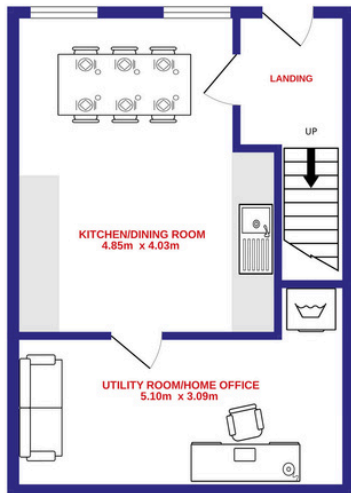 LANDING
UP
KITCHEN/DINING ROOM
4.85m x 4.03m
UTILITY ROOM/HOME OFFICE
5.10m x 3.09m